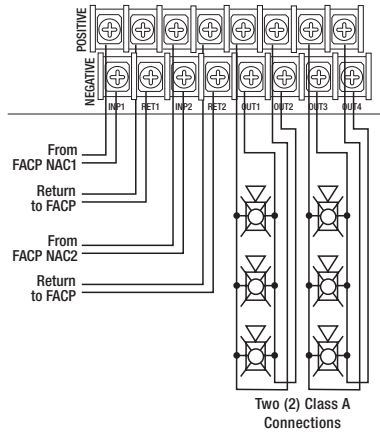 POSITIVE
NEGATIVE
INP1 RET1 INP2 RET2 OUT1 OUT2 OUT3 OUT4
From
FACP NAC1
Return
to FACP
From
FACP NAC2
Return
to FACP
Two (2) Class A
Connections